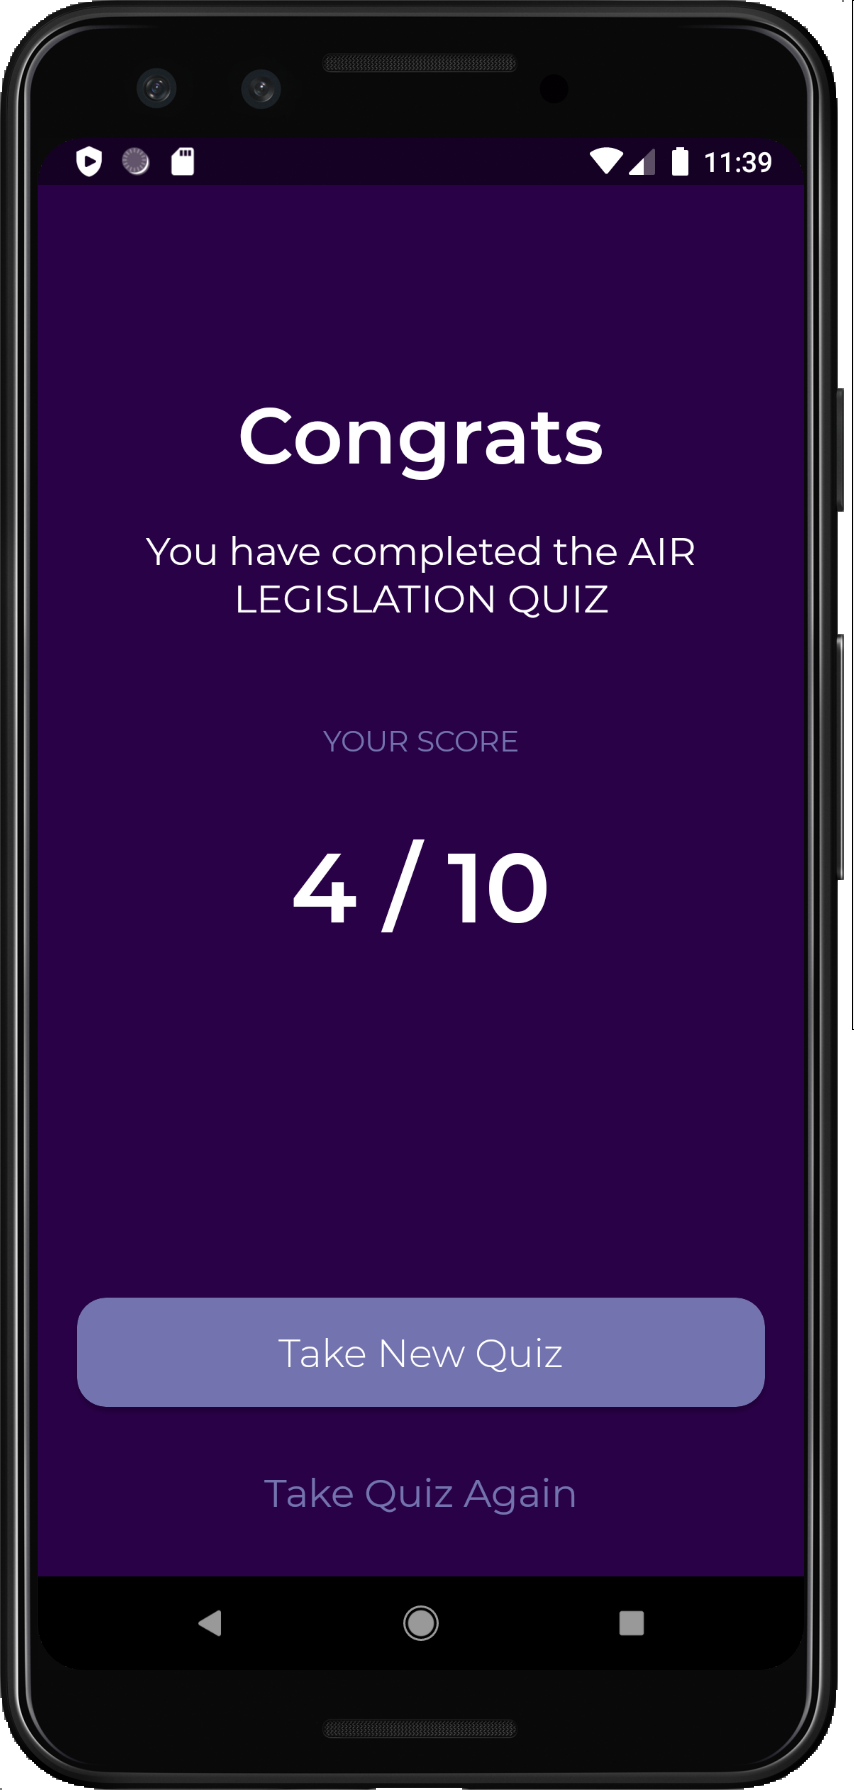 11:39
Congrats
You have completed the AIR
LEGISLATION QUIZ
YOUR SCORE
4 / 10
Take New Quiz
Take Quiz Again